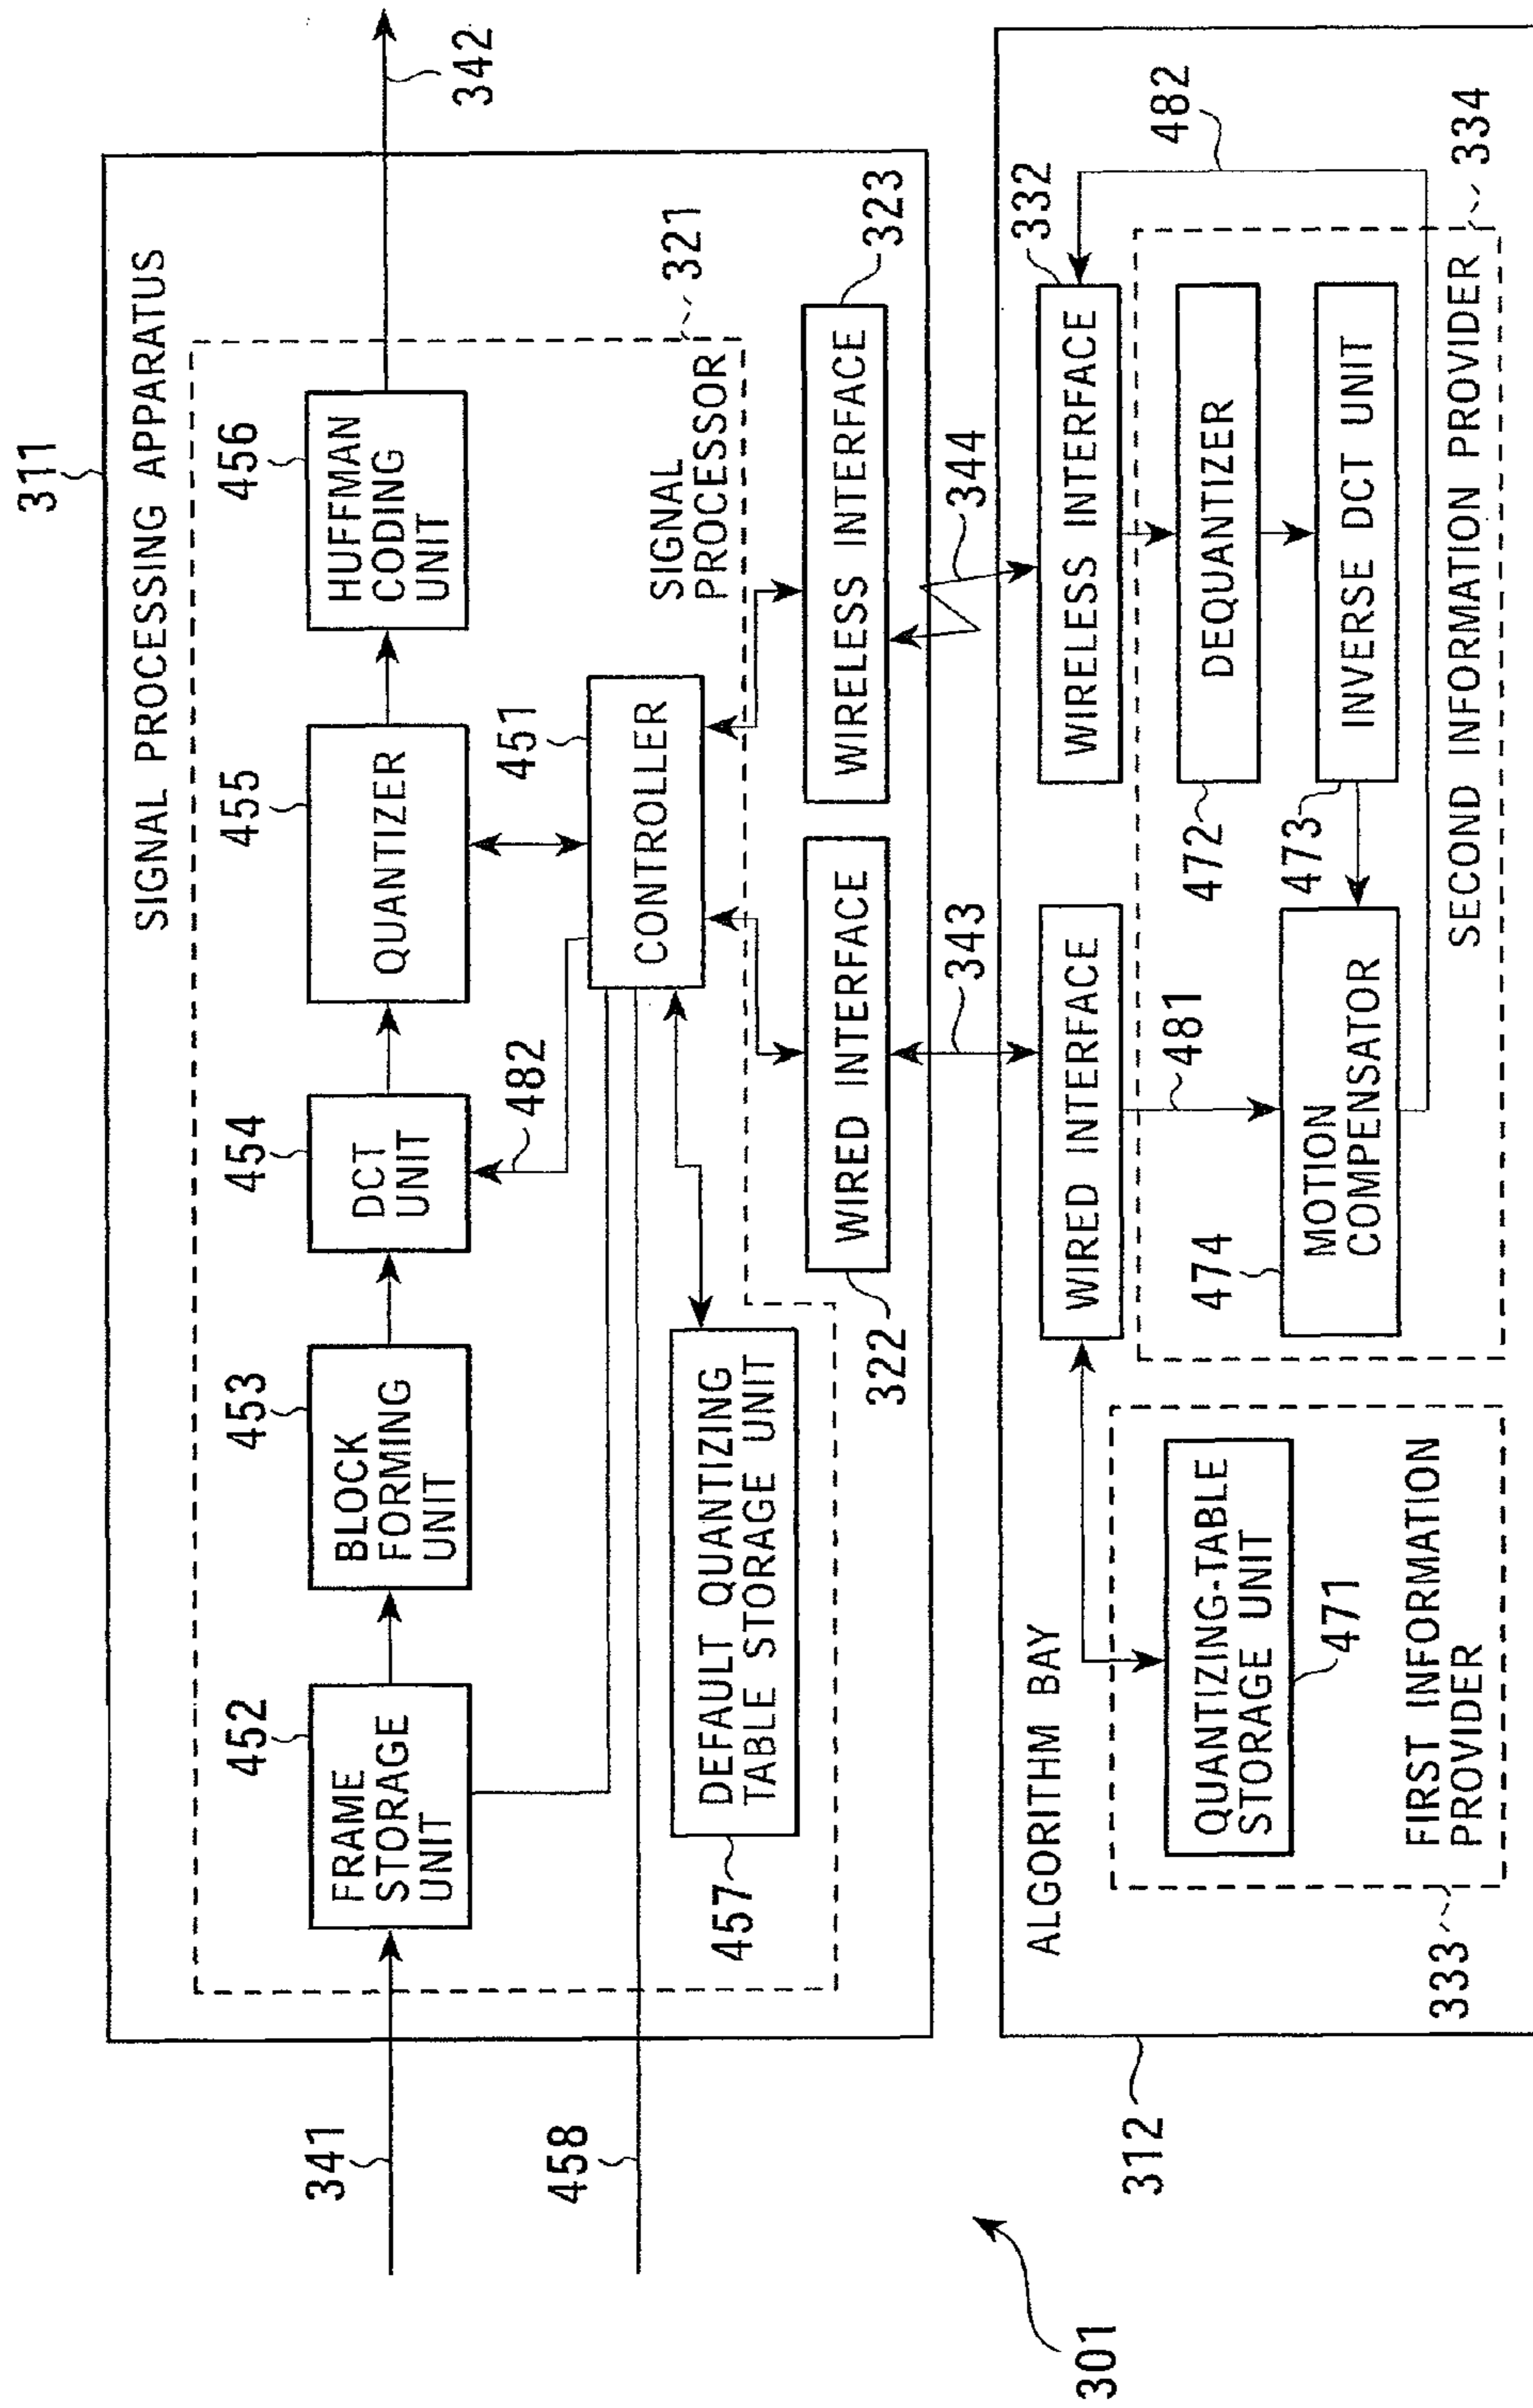 311
SIGNAL PROCESSING APPARATUS
341
452
FRAME
STORAGE
UNIT
453
BLOCK
FORMING
UNIT
454
DCT
UNIT
455
QUANTIZER
456
HUFFMAN
CODING
UNIT
342
482
451
CONTROLLER
SIGNAL
PROCESSOR
321
458
457
DEFAULT QUANTIZING
TABLE STORAGE UNIT
322
WIRED INTERFACE
WIRELESS INTERFACE
323
343
344
312
ALGORITHM BAY
WIRED INTERFACE
WIRELESS INTERFACE
332
482
481
QUANTIZING-TABLE
STORAGE UNIT
471
FIRST INFORMATION
PROVIDER
333
474
MOTION
COMPENSATOR
472
DEQUANTIZER
473
INVERSE DCT UNIT
SECOND INFORMATION PROVIDER
334
301